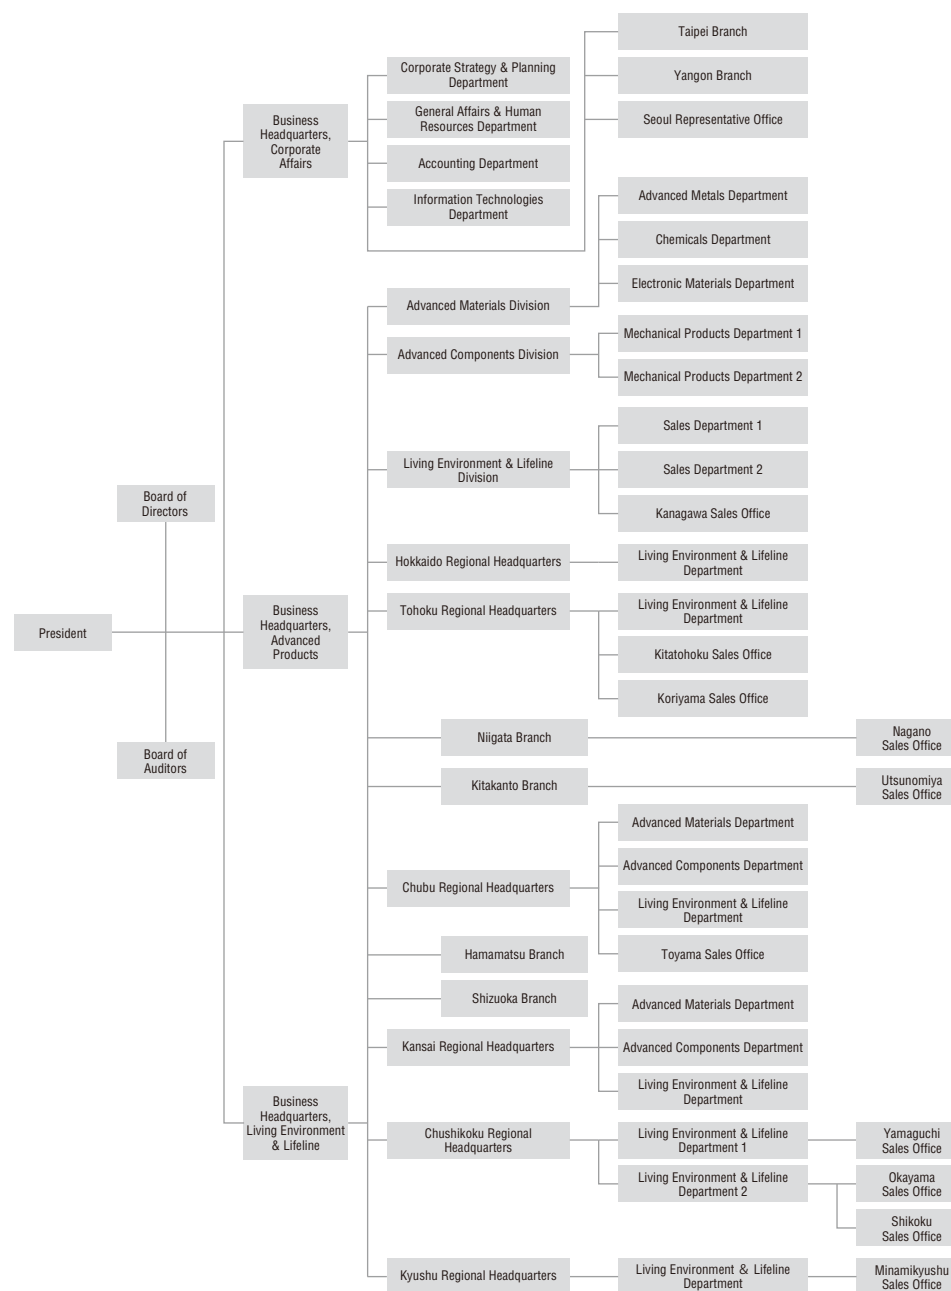 Taipei Branch
Corporate Strategy & Planning
Department
Yangon Branch
Business
Headquarters,
Corporate
Affairs
General Affairs & Human
Resources Department
Seoul Representative Office
Accounting Department
Information Technologies
Department
Advanced Metals Department
Chemicals Department
Electronic Materials Department
Advanced Materials Division
Mechanical Products Department 1
Advanced Components Division
Mechanical Products Department 2
Sales Department 1
Living Environment & Lifeline
Division
Sales Department 2
Board of
Directors
Kanagawa Sales Office
Hokkaido Regional Headquarters
Living Environment & Lifeline
Department
President
Business
Headquarters,
Advanced
Products
Tohoku Regional Headquarters
Living Environment & Lifeline
Department
Kitatohoku Sales Office
Koriyama Sales Office
Board of
Auditors
Niigata Branch
Nagano
Sales Office
Kitakanto Branch
Utsunomiya
Sales Office
Advanced Materials Department
Advanced Components Department
Chubu Regional Headquarters
Living Environment & Lifeline
Department
Hamamatsu Branch
Toyama Sales Office
Shizuoka Branch
Advanced Materials Department
Kansai Regional Headquarters
Advanced Components Department
Living Environment & Lifeline
Department
Business
Headquarters,
Living Environment
& Lifeline
Chushikoku Regional
Headquarters
Living Environment & Lifeline
Department 1
Yamaguchi
Sales Office
Living Environment & Lifeline
Department 2
Okayama
Sales Office
Shikoku
Sales Office
Kyushu Regional Headquarters
Living Environment & Lifeline
Department
Minamikyushu
Sales Office